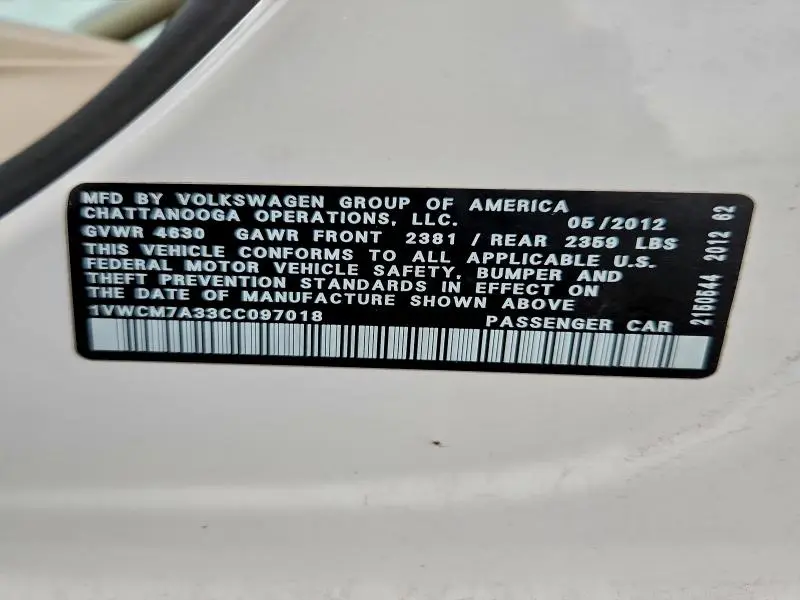 MFD BY VOLKSWAGEN GROUP OF AMERICA
CHATTANOOGA OPERATIONS, LLC. 05/2012
GVWR 4630 GAWR FRONT 2381 / REAR 2359 LBS
THIS VEHICLE CONFORMS TO ALL APPLICABLE U.S.
FEDERAL MOTOR VEHICLE SAFETY, BUMPER AND
THEFT PREVENTION STANDARDS IN EFFECT ON
THE DATE OF MANUFACTURE SHOWN ABOVE
1VWCM7A33CC097018 PASSENGER CAR
2150544 2012 62